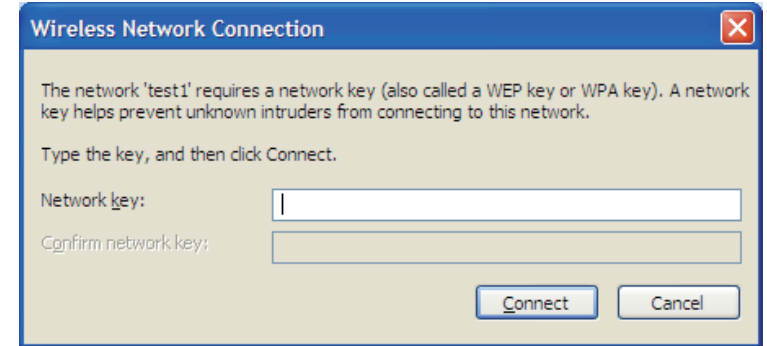 Wireless Network Connection
The network 'test1' requires a network key (also called a WEP key or WPA key). A network
key helps prevent unknown intruders from connecting to this network.
Type the key, and then click Connect.
Network key:
Confirm network key:
Connect Cancel